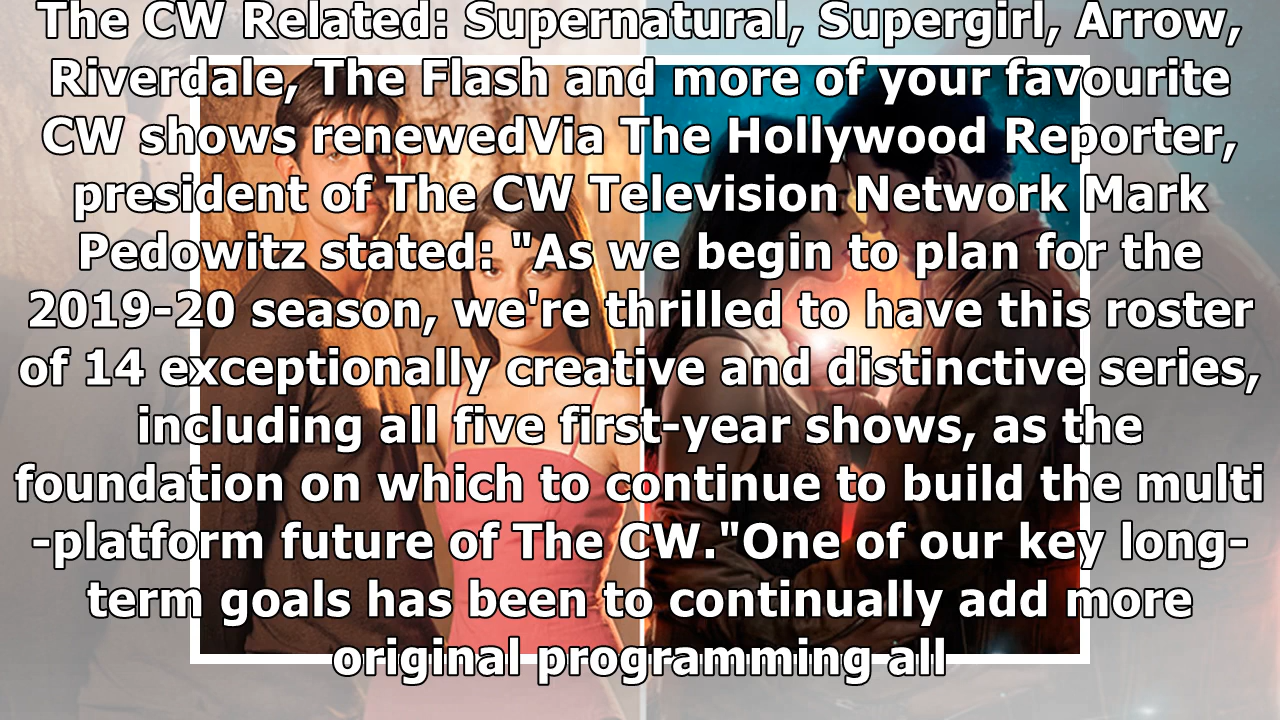 The CW Related: Supernatural, Supergirl, Arrow,
Riverdale, The Flash and more of your favourite
CW shows renewedVia The Hollywood Reporter,
president of The CW Television Network Mark
Pedowitz stated: "As we begin to plan for the
2019-20 season, we're thrilled to have this roster
of 14 exceptionally creative and distinctive series,
including all five first-year shows, as the
foundation on which to continue to build the multi
-platform future of The CW."One of our key long-
term goals has been to continually add more
original programming all